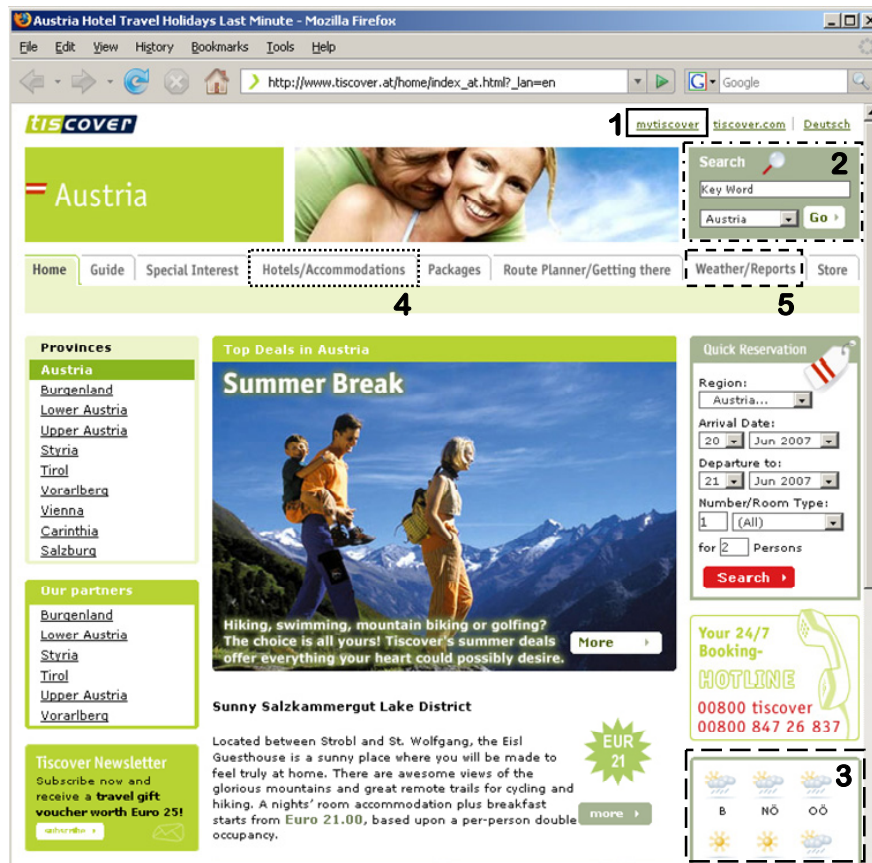 Austria Hotel Travel Holidays Last Minute - Mozilla Firefox
File Edit View History Bookmarks Tools Help
http://www.tiscover.at/home/index_at.html?_lan=en
G Google
tiscover
1 mytiscover tiscover.com Deutsch
Austria
Search 2
Key Word
Austria Go
Home Guide Special Interest Hotels/Accommodations Packages Route Planner/Getting there Weather/Reports Store
4 5
Provinces
Austria
Burgenland
Lower Austria
Upper Austria
Styria
Tirol
Vorarlberg
Vienna
Carinthia
Salzburg
Our partners
Burgenland
Lower Austria
Styria
Tirol
Upper Austria
Vorarlberg
Tiscover Newsletter
Subscribe now and
receive a travel gift
voucher worth Euro 25!
subscribe
Top Deals in Austria
Summer Break
Hiking, swimming, mountain biking or golfing?
The choice is all yours! Tiscover's summer deals
offer everything your heart could possibly desire.
More
Sunny Salzkammergut Lake District
Located between Strobl and St. Wolfgang, the Eisl
Guesthouse is a sunny place where you will be made to
feel truly at home. There are awesome views of the
glorious mountains and great remote trails for cycling and
hiking. A nights' room accommodation plus breakfast
starts from Euro 21.00, based upon a per-person double
occupancy.
EUR
21
more
Quick Reservation
Region:
Austria...
Arrival Date:
20 Jun 2007
Departure to:
21 Jun 2007
Number/Room Type:
1 (All)
for 2 Persons
Search
Your 24/7
Booking-
HOTLINE
00800 tiscover
00800 847 26 837
3
B NÖ OÖ